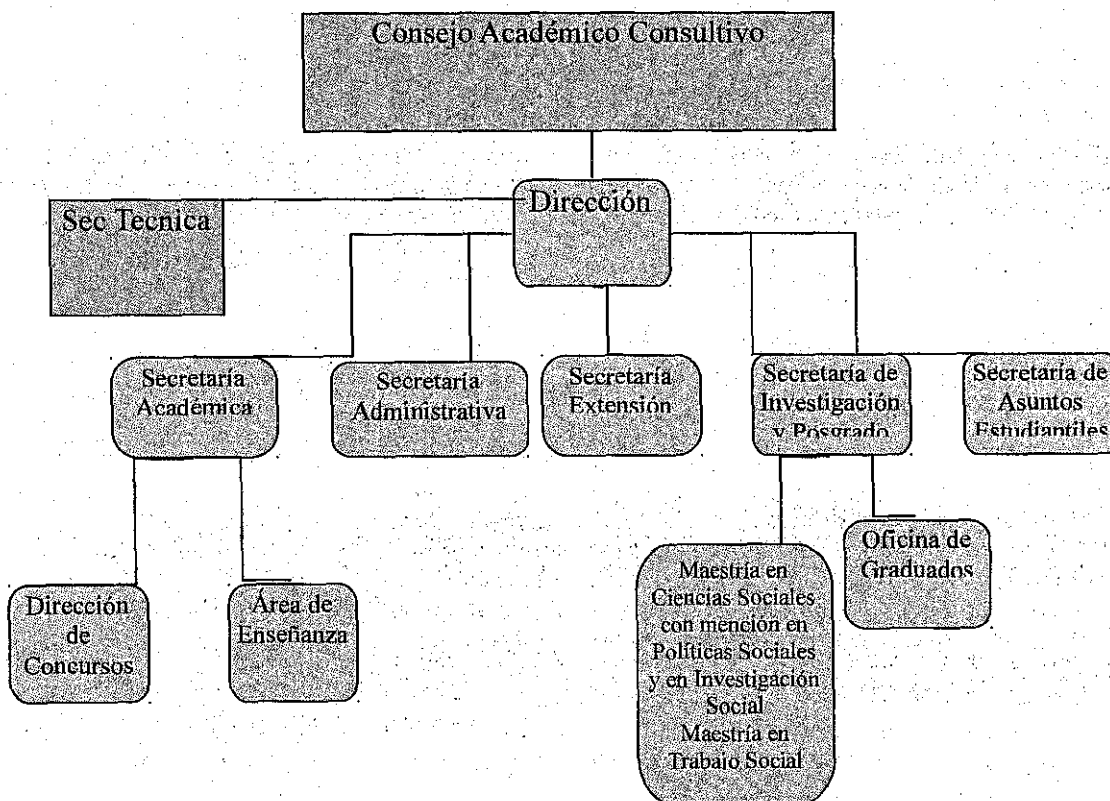 Consejo Académico Consultivo
Dirección
Sec Tecnica
Secretaría
Académica
Secretaría
Administrativa
Secretaría
Extensión
Secretaría de
Investigación
y Posgrado
Secretaría de
Asuntos
Estudiantiles
Dirección
de
Concursos
Área de
Enseñanza
Maestría en
Ciencias Sociales
con mención en
Políticas Sociales
y en Investigación
Social
Maestría en
Trabajo Social
Oficina de
Graduados